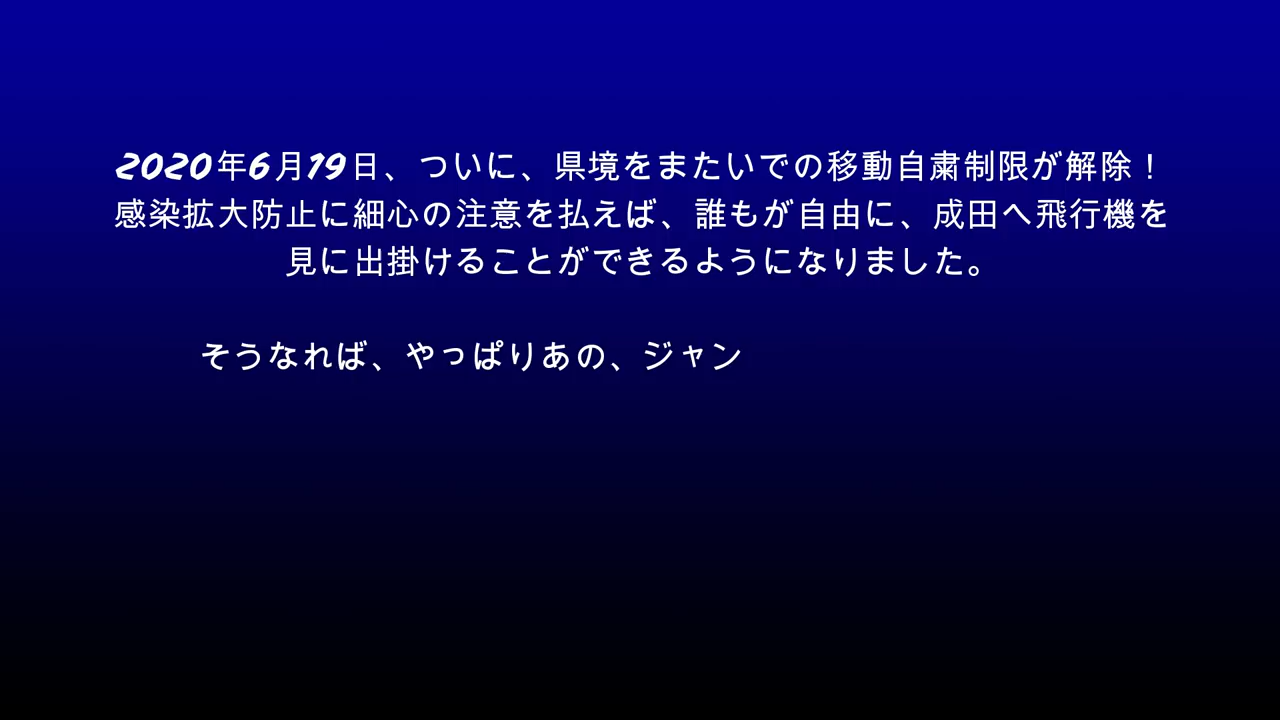 2020年6月19日、ついに、県境をまたいでの移動自粛制限が解除！
感染拡大防止に細心の注意を払えば、誰もが自由に、成田へ飛行機を
見に出掛けることができるようになりました。
そうなれば、やっぱりあの、ジャン